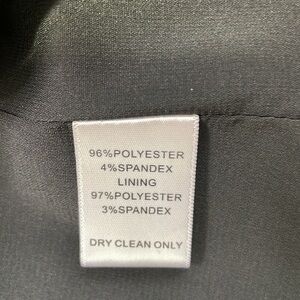 96%POLYESTER
4%SPANDEX
LINING
97%POLYESTER
3%SPANDEX
DRY CLEAN ONLY